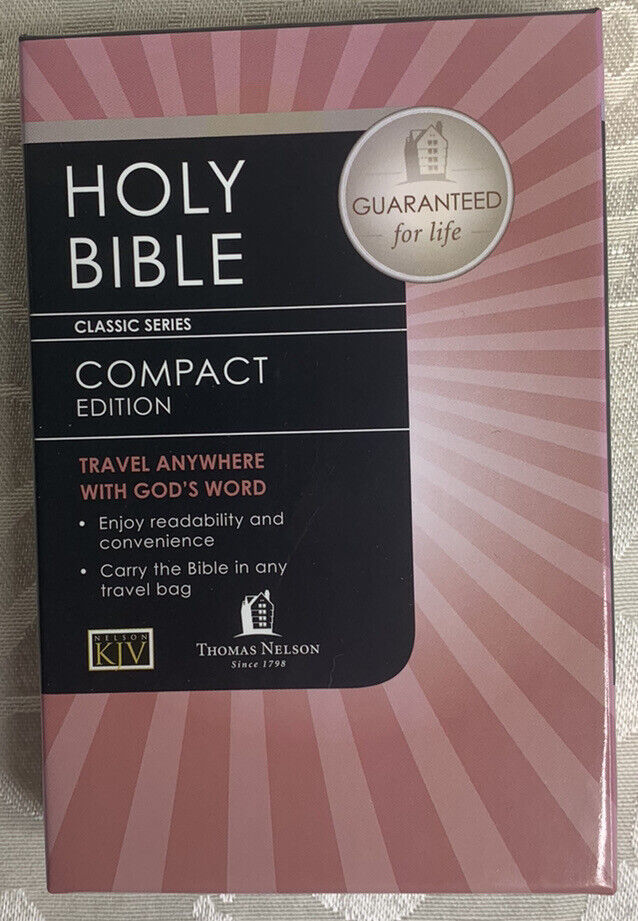 HOLY
BIBLE
GUARANTEED
for life
CLASSIC SERIES
COMPACT
EDITION
TRAVEL ANYWHERE
WITH GOD'S WORD
• Enjoy readability and
convenience
• Carry the Bible in any
travel bag
NELSON
KJV
THOMAS NELSON
Since 1798